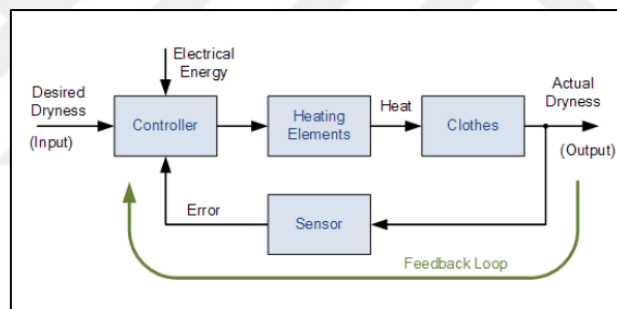 Electrical
Energy
Desired
Dryness
(Input)
Controller
Heating
Elements
Heat
Clothes
Actual
Dryness
(Output)
Error
Sensor
Feedback Loop